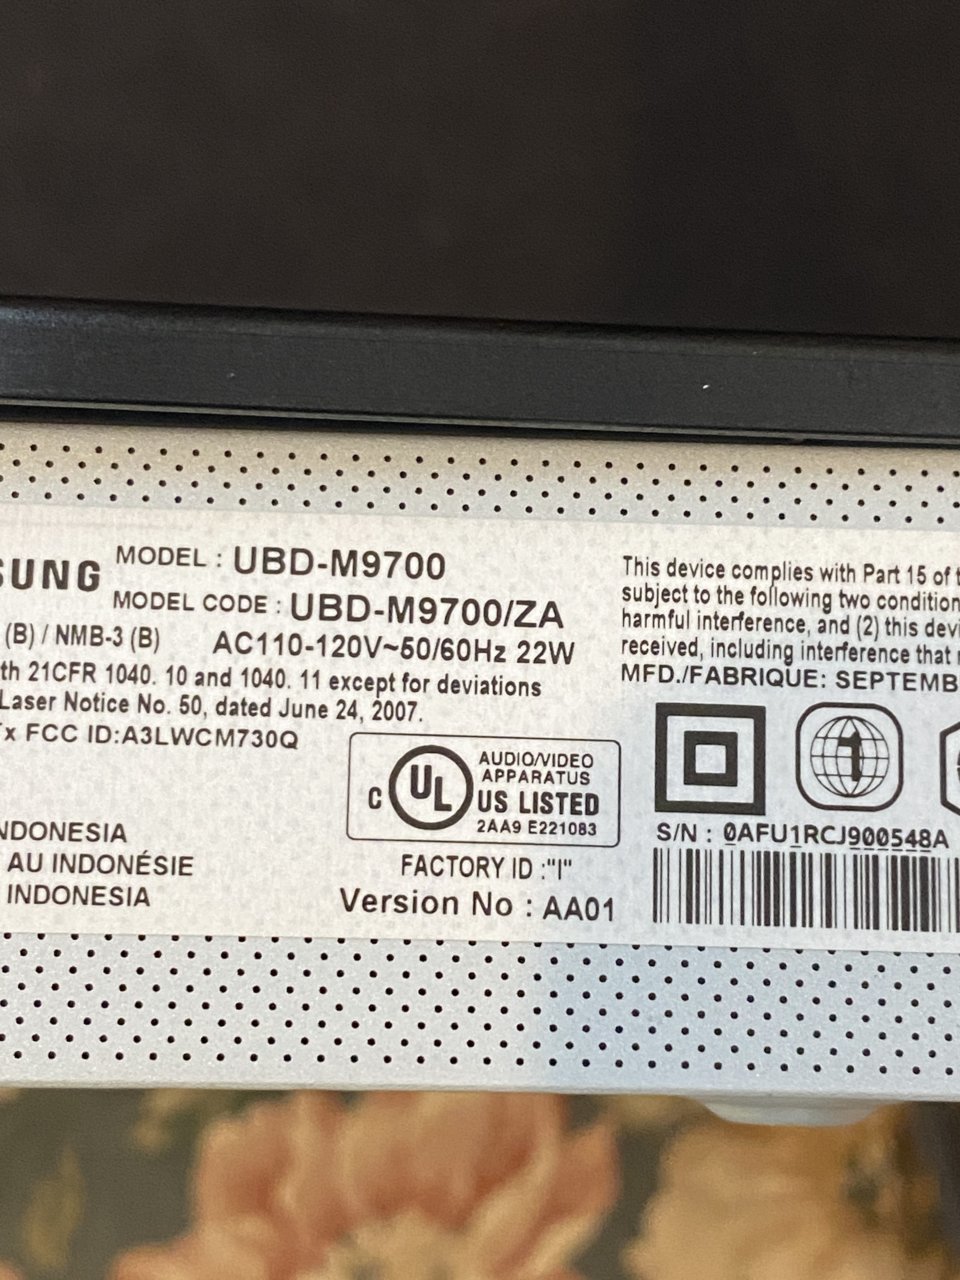 SUNG MODEL : UBD-M9700
MODEL CODE : UBD-M9700/ZA
(B) / NMB-3 (B) AC110-120V~50/60Hz 22W
th 21CFR 1040. 10 and 1040. 11 except for deviations
Laser Notice No. 50, dated June 24, 2007.
x FCC ID:A3LWCM730Q
NDONESIA
AU INDONÉSIE
INDONESIA
C UL US LISTED
AUDIO/VIDEO
APPARATUS
2AA9 E221083
FACTORY ID :"I"
Version No : AA01
This device complies with Part 15 of t
subject to the following two condition
harmful interference, and (2) this devi
received, including interference that
MFD./FABRIQUE: SEPTEMB
1
S/N : 0AFU1RCJ900548A